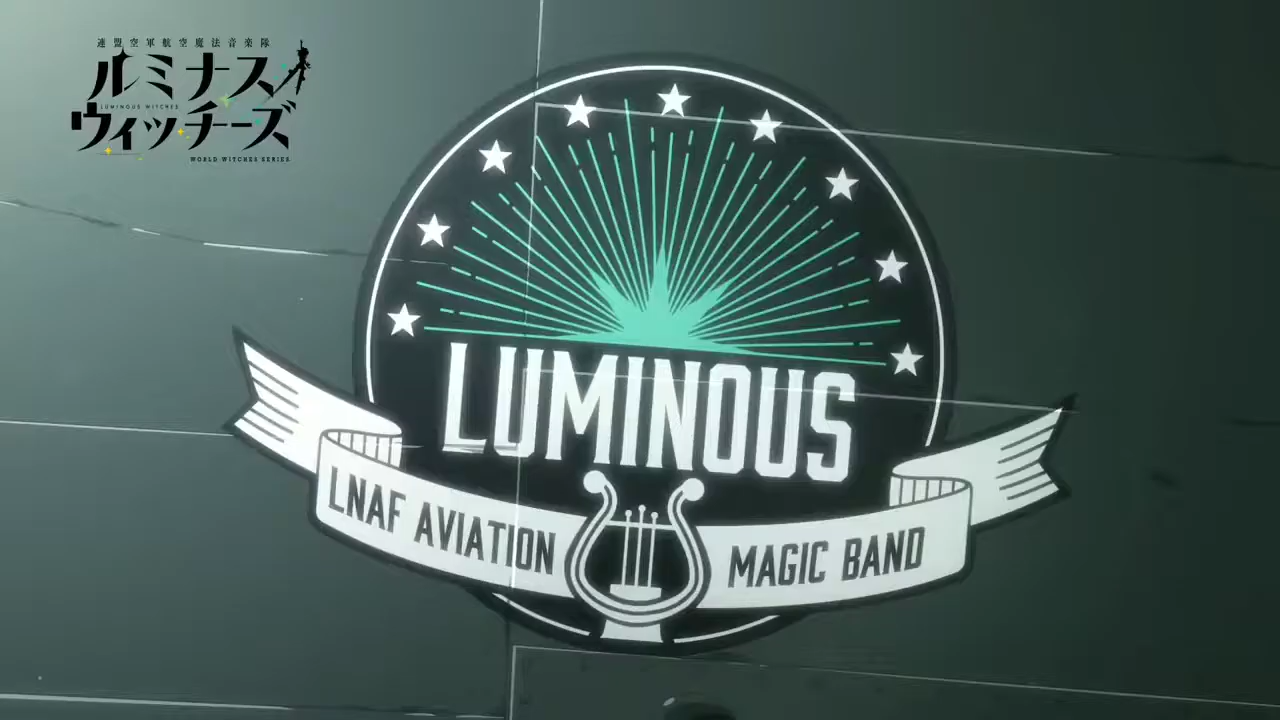 連盟空軍航空魔法音楽隊
ルミナス
LUMINOUS WITCHES
ウィッチーズ
WORLD WITCHES SERIES
LUMINOUS
LNAF AVIATION MAGIC BAND